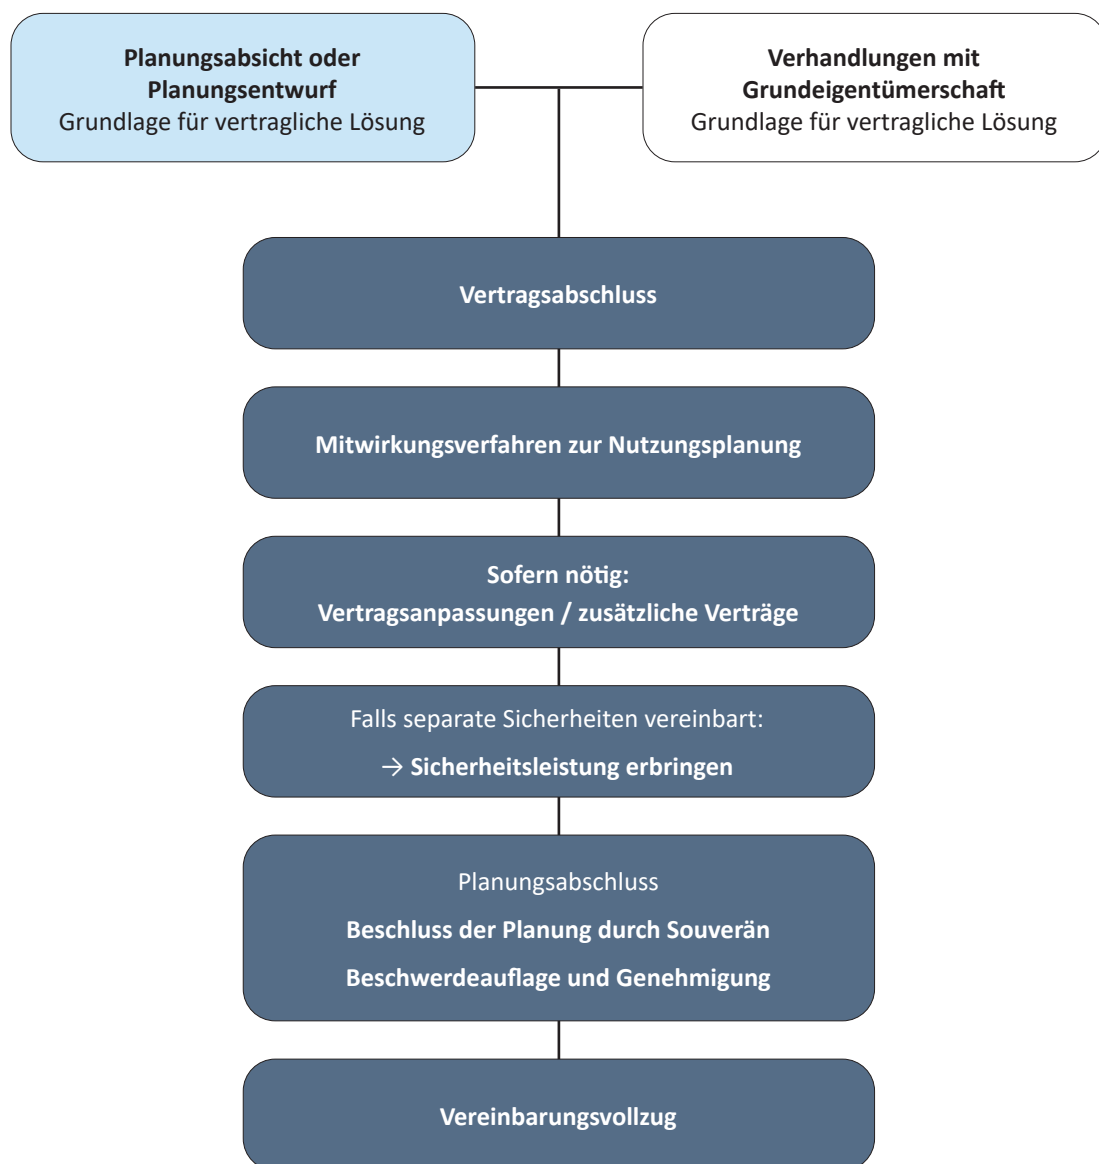 Planungsabsicht oder
Planungsentwurf
Grundlage für vertragliche Lösung
Verhandlungen mit
Grundeigentümerschaft
Grundlage für vertragliche Lösung
Vertragsabschluss
Mitwirkungsverfahren zur Nutzungsplanung
Sofern nötig:
Vertragsanpassungen / zusätzliche Verträge
Falls separate Sicherheiten vereinbart:
→ Sicherheitsleistung erbringen
Planungsabschluss
Beschluss der Planung durch Souverän
Beschwerdeauflage und Genehmigung
Vereinbarungsvollzug